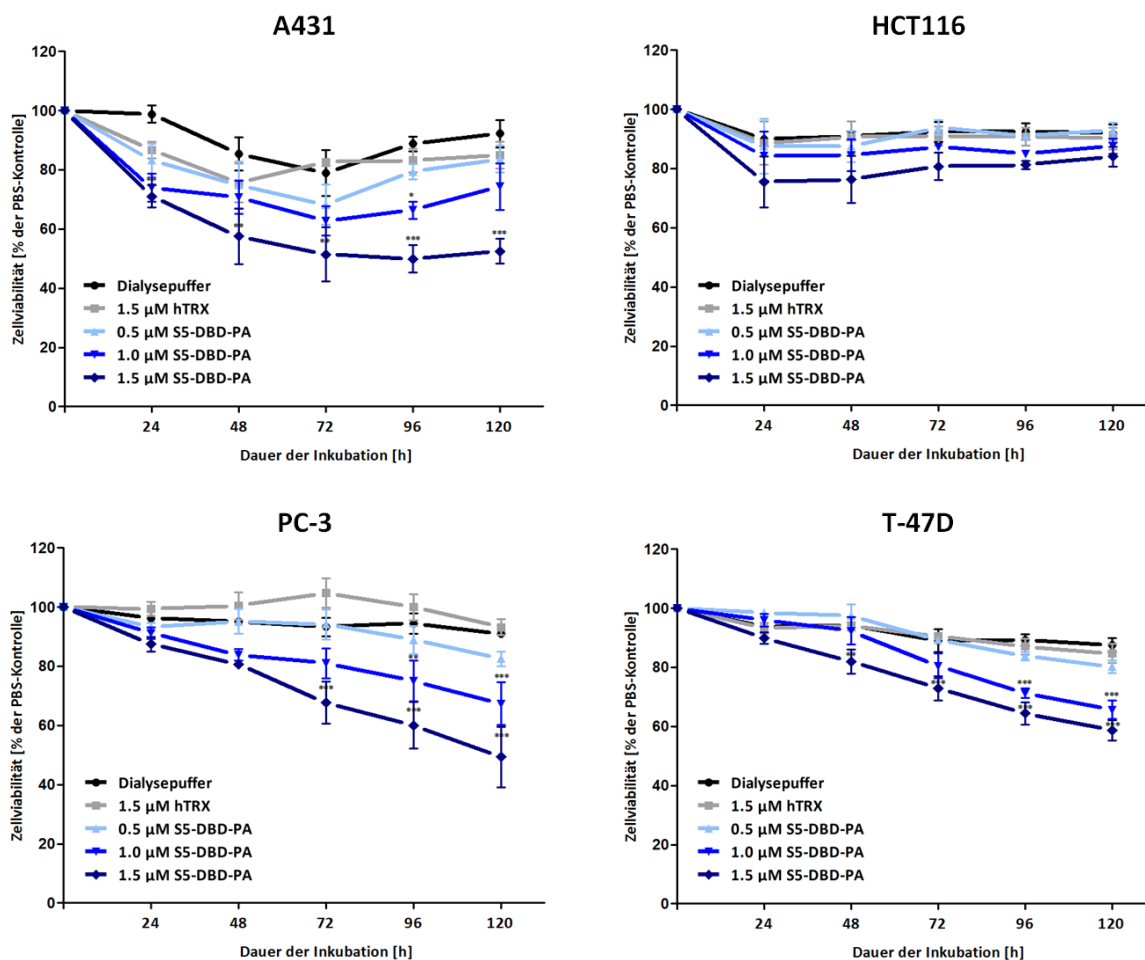 A431
Zellviabilität [% der PBS-Kontrolle]
120
100
80
60
40
20
0
*
**
**
***
***
Dialysepuffer
1.5 µM hTRX
0.5 µM S5-DBD-PA
1.0 µM S5-DBD-PA
1.5 µM S5-DBD-PA
24 48 72 96 120
Dauer der Inkubation [h]
HCT116
Zellviabilität [% der PBS-Kontrolle]
120
100
80
60
40
20
0
Dialysepuffer
1.5 µM hTRX
0.5 µM S5-DBD-PA
1.0 µM S5-DBD-PA
1.5 µM S5-DBD-PA
24 48 72 96 120
Dauer der Inkubation [h]
PC-3
Zellviabilität [% der PBS-Kontrolle]
120
100
80
60
40
20
0
**
***
***
***
***
Dialysepuffer
1.5 µM hTRX
0.5 µM S5-DBD-PA
1.0 µM S5-DBD-PA
1.5 µM S5-DBD-PA
24 48 72 96 120
Dauer der Inkubation [h]
T-47D
Zellviabilität [% der PBS-Kontrolle]
120
100
80
60
40
20
0
***
***
***
***
***
Dialysepuffer
1.5 µM hTRX
0.5 µM S5-DBD-PA
1.0 µM S5-DBD-PA
1.5 µM S5-DBD-PA
24 48 72 96 120
Dauer der Inkubation [h]